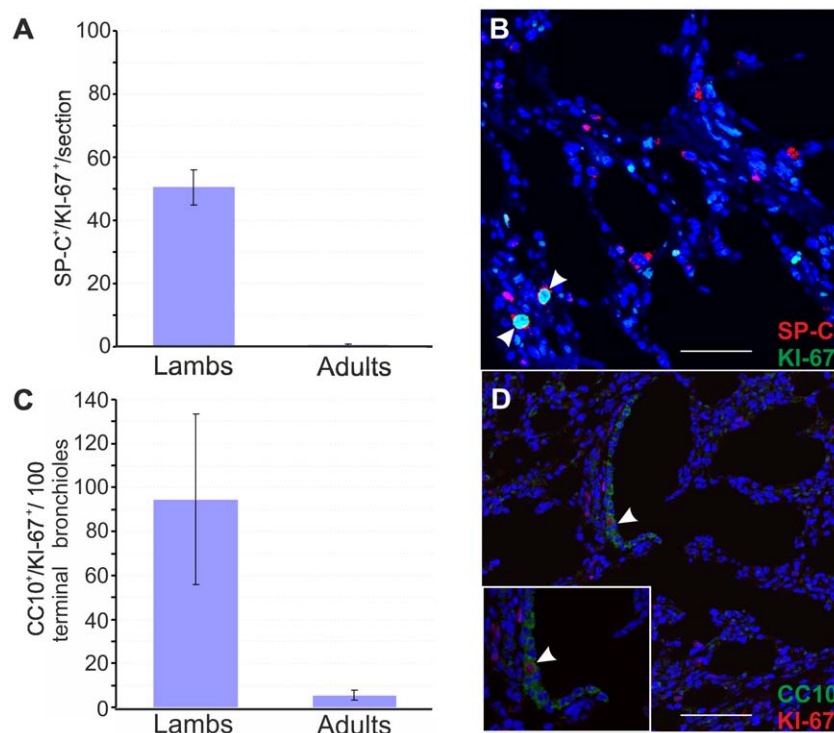 A
SP-C+/KI-67+/section
100
80
60
40
20
0
Lambs Adults
B
SP-C
KI-67
C
CC10+/KI-67+/ 100
terminal bronchioles
140
120
100
80
60
40
20
10
0
Lambs Adults
D
CC10
KI-67